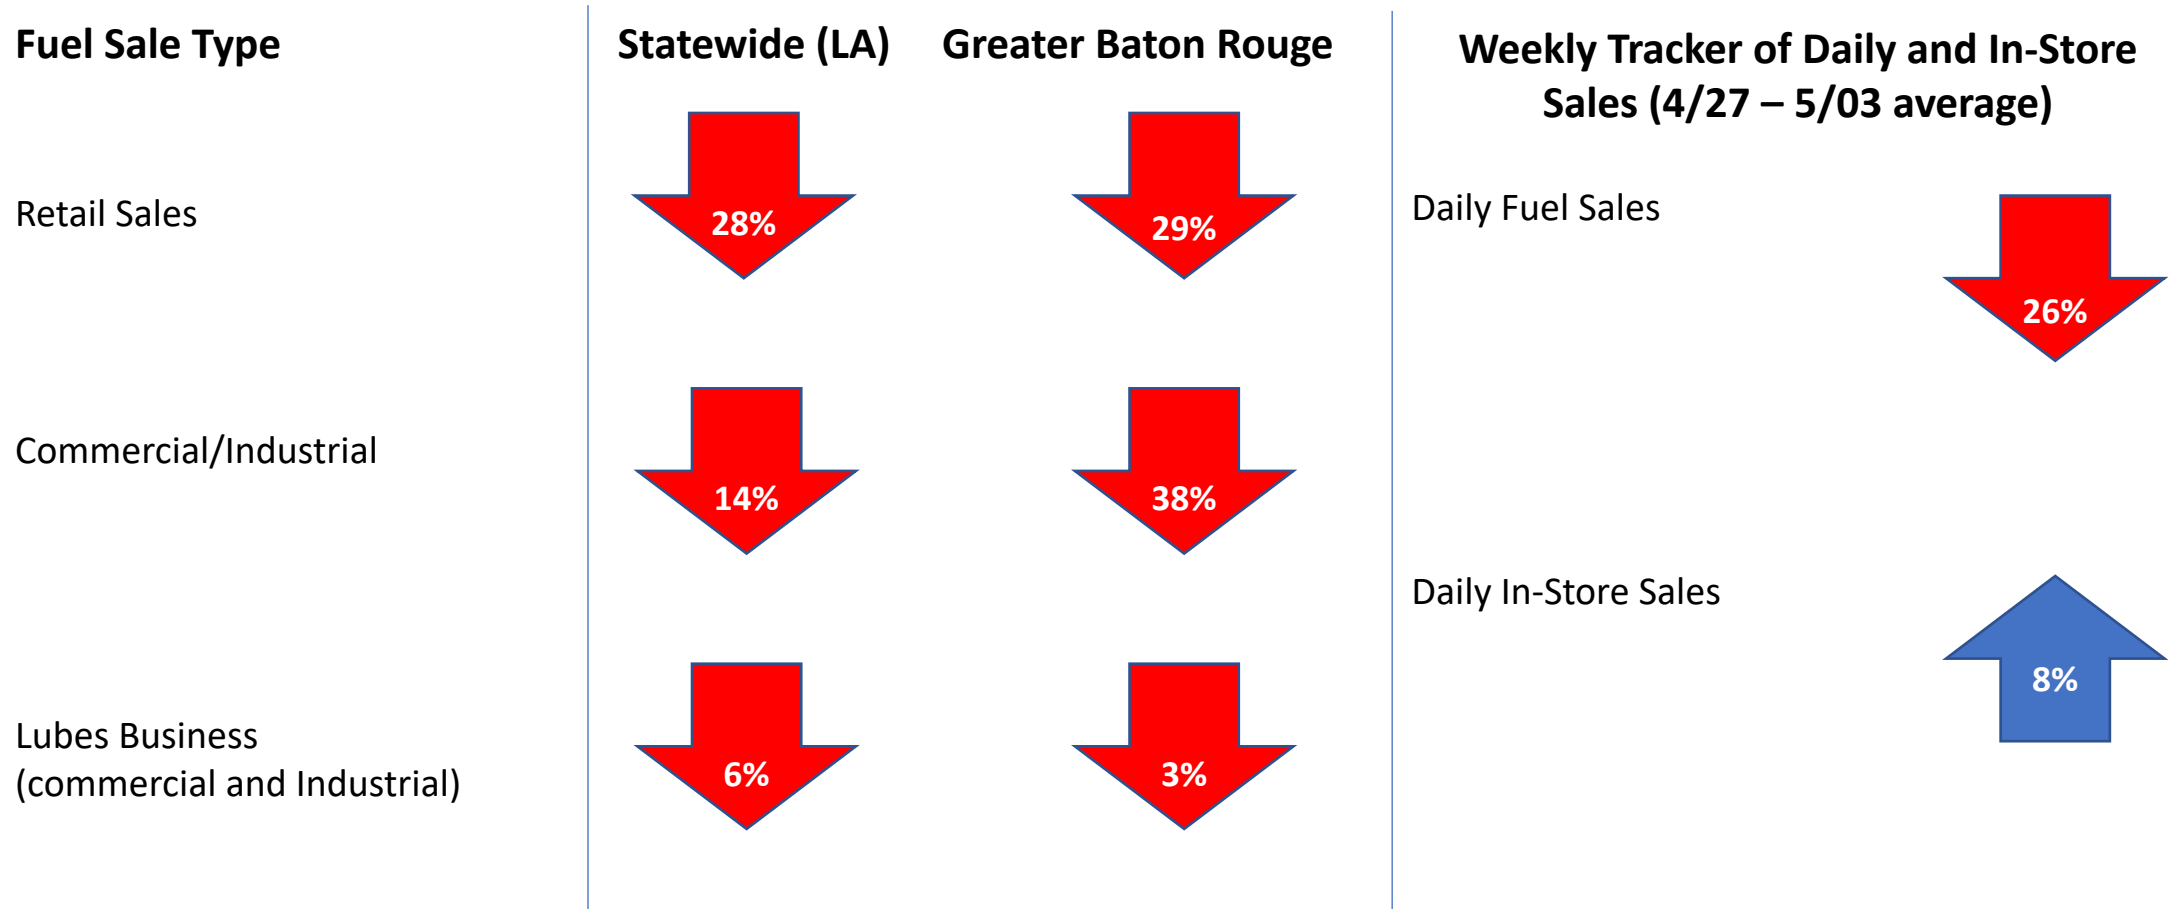 Fuel Sale Type
Statewide (LA)
Greater Baton Rouge
Retail Sales
28%
29%
Commercial/Industrial
14%
38%
Lubes Business
(commercial and Industrial)
6%
3%
Weekly Tracker of Daily and In-Store
Sales (4/27 – 5/03 average)
Daily Fuel Sales
26%
Daily In-Store Sales
8%